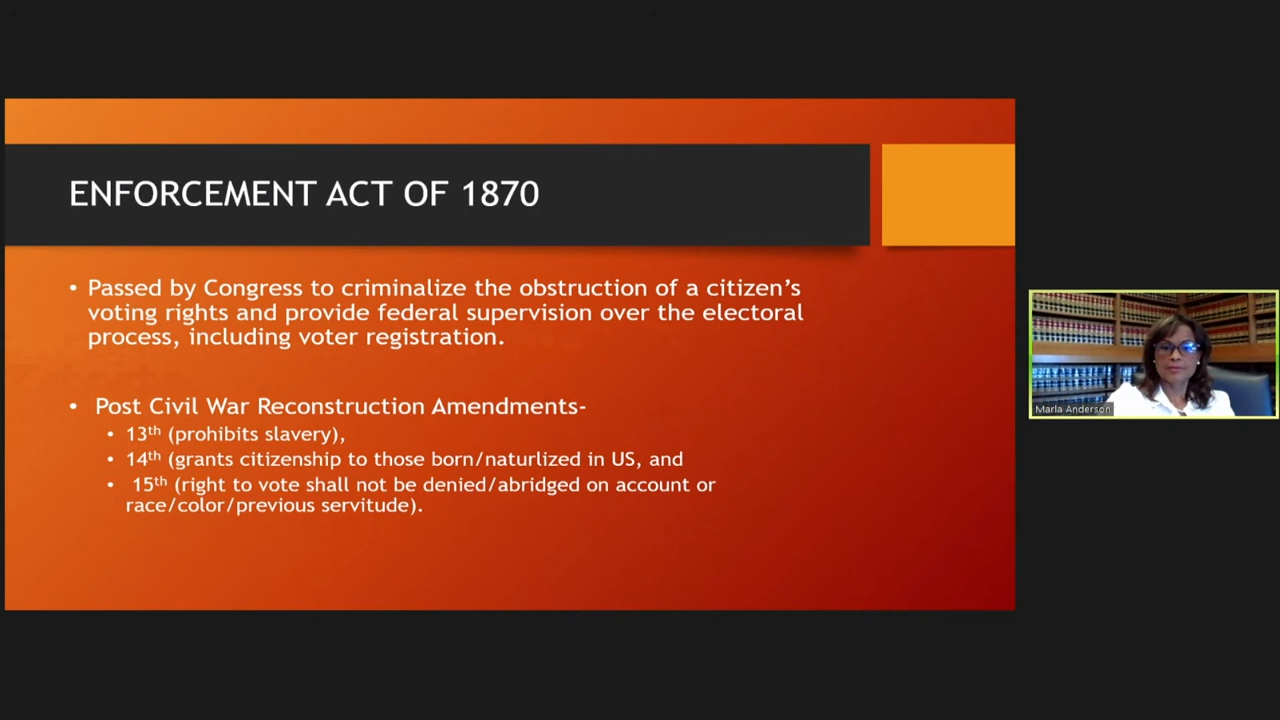 ENFORCEMENT ACT OF 1870
• Passed by Congress to criminalize the obstruction of a citizen's
voting rights and provide federal supervision over the electoral
process, including voter registration.
• Post Civil War Reconstruction Amendments-
• 13th (prohibits slavery),
• 14th (grants citizenship to those born/naturlized in US, and
• 15th (right to vote shall not be denied/abridged on account or
race/color/previous servitude).
Marla Anderson